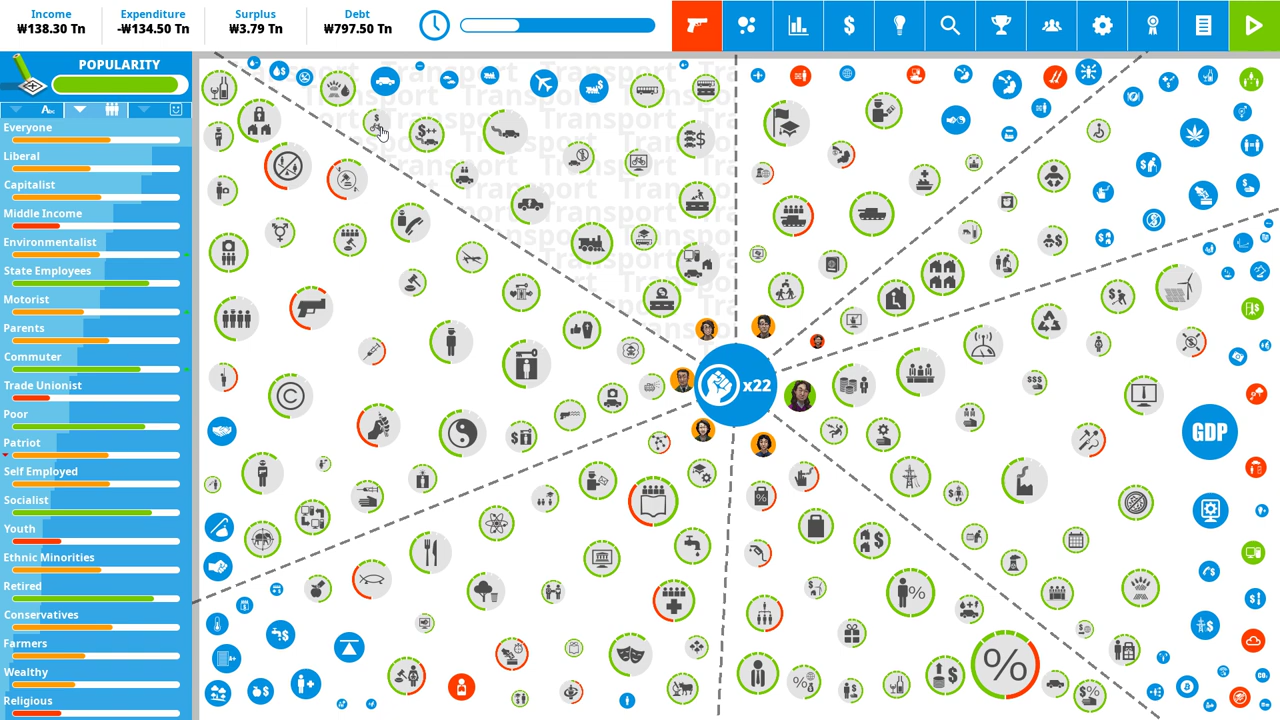 Income
₩138.30 Tn
Expenditure
-₩134.50 Tn
Surplus
₩3.79 Tn
Debt
₩797.50 Tn
POPULARITY
Everyone
Liberal
Capitalist
Middle Income
Environmentalist
State Employees
Motorist
Parents
Commuter
Trade Unionist
Poor
Patriot
Self Employed
Socialist
Youth
Ethnic Minorities
Retired
Conservatives
Farmers
Wealthy
Religious
Transport Transport
x22
GDP